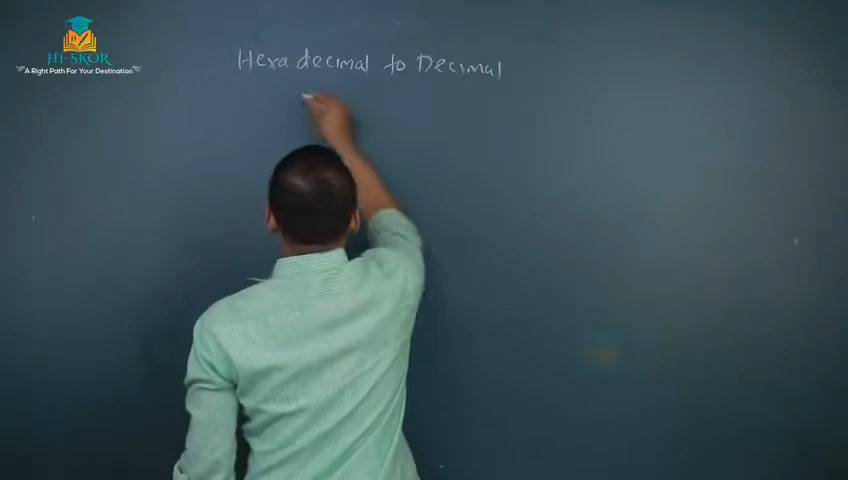 HI-SKOR
A Right Path For Your Destination
Hexa decimal to Decimal